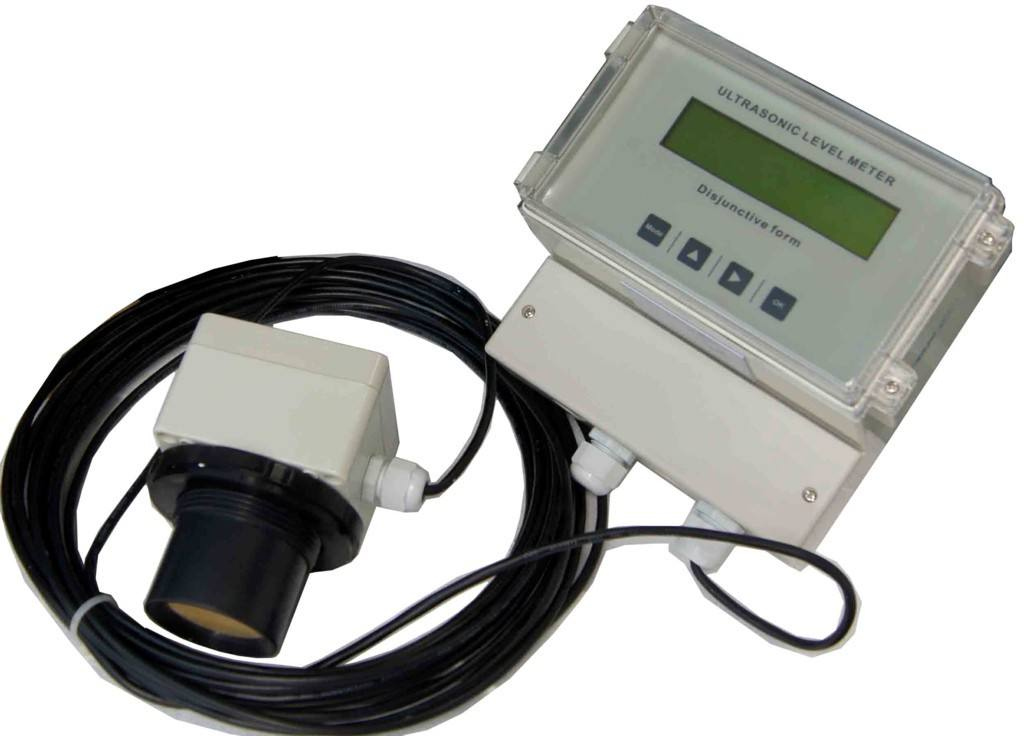 ULTRASONIC LEVEL METER
Disjunctive form
Mode
OK